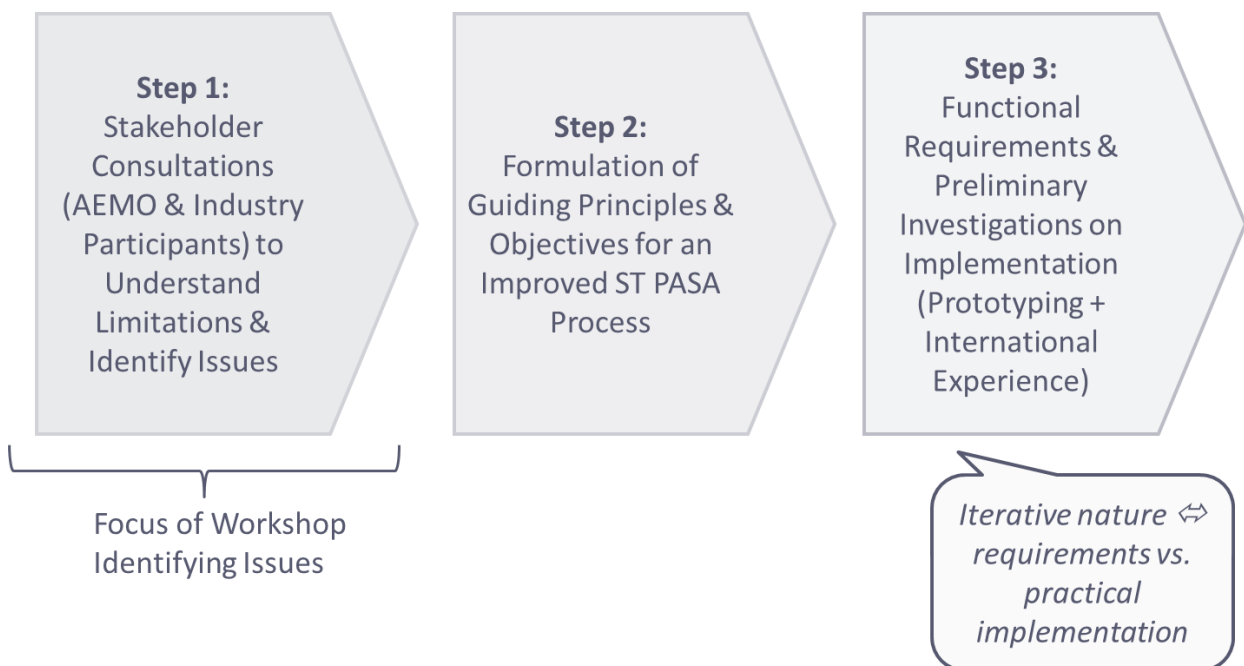 Step 1:
Stakeholder
Consultations
(AEMO & Industry
Participants) to
Understand
Limitations &
Identify Issues
Step 2:
Formulation of
Guiding Principles &
Objectives for an
Improved ST PASA
Process
Step 3:
Functional
Requirements &
Preliminary
Investigations on
Implementation
(Prototyping +
International
Experience)
Focus of Workshop
Identifying Issues
Iterative nature ⇔
requirements vs.
practical
implementation